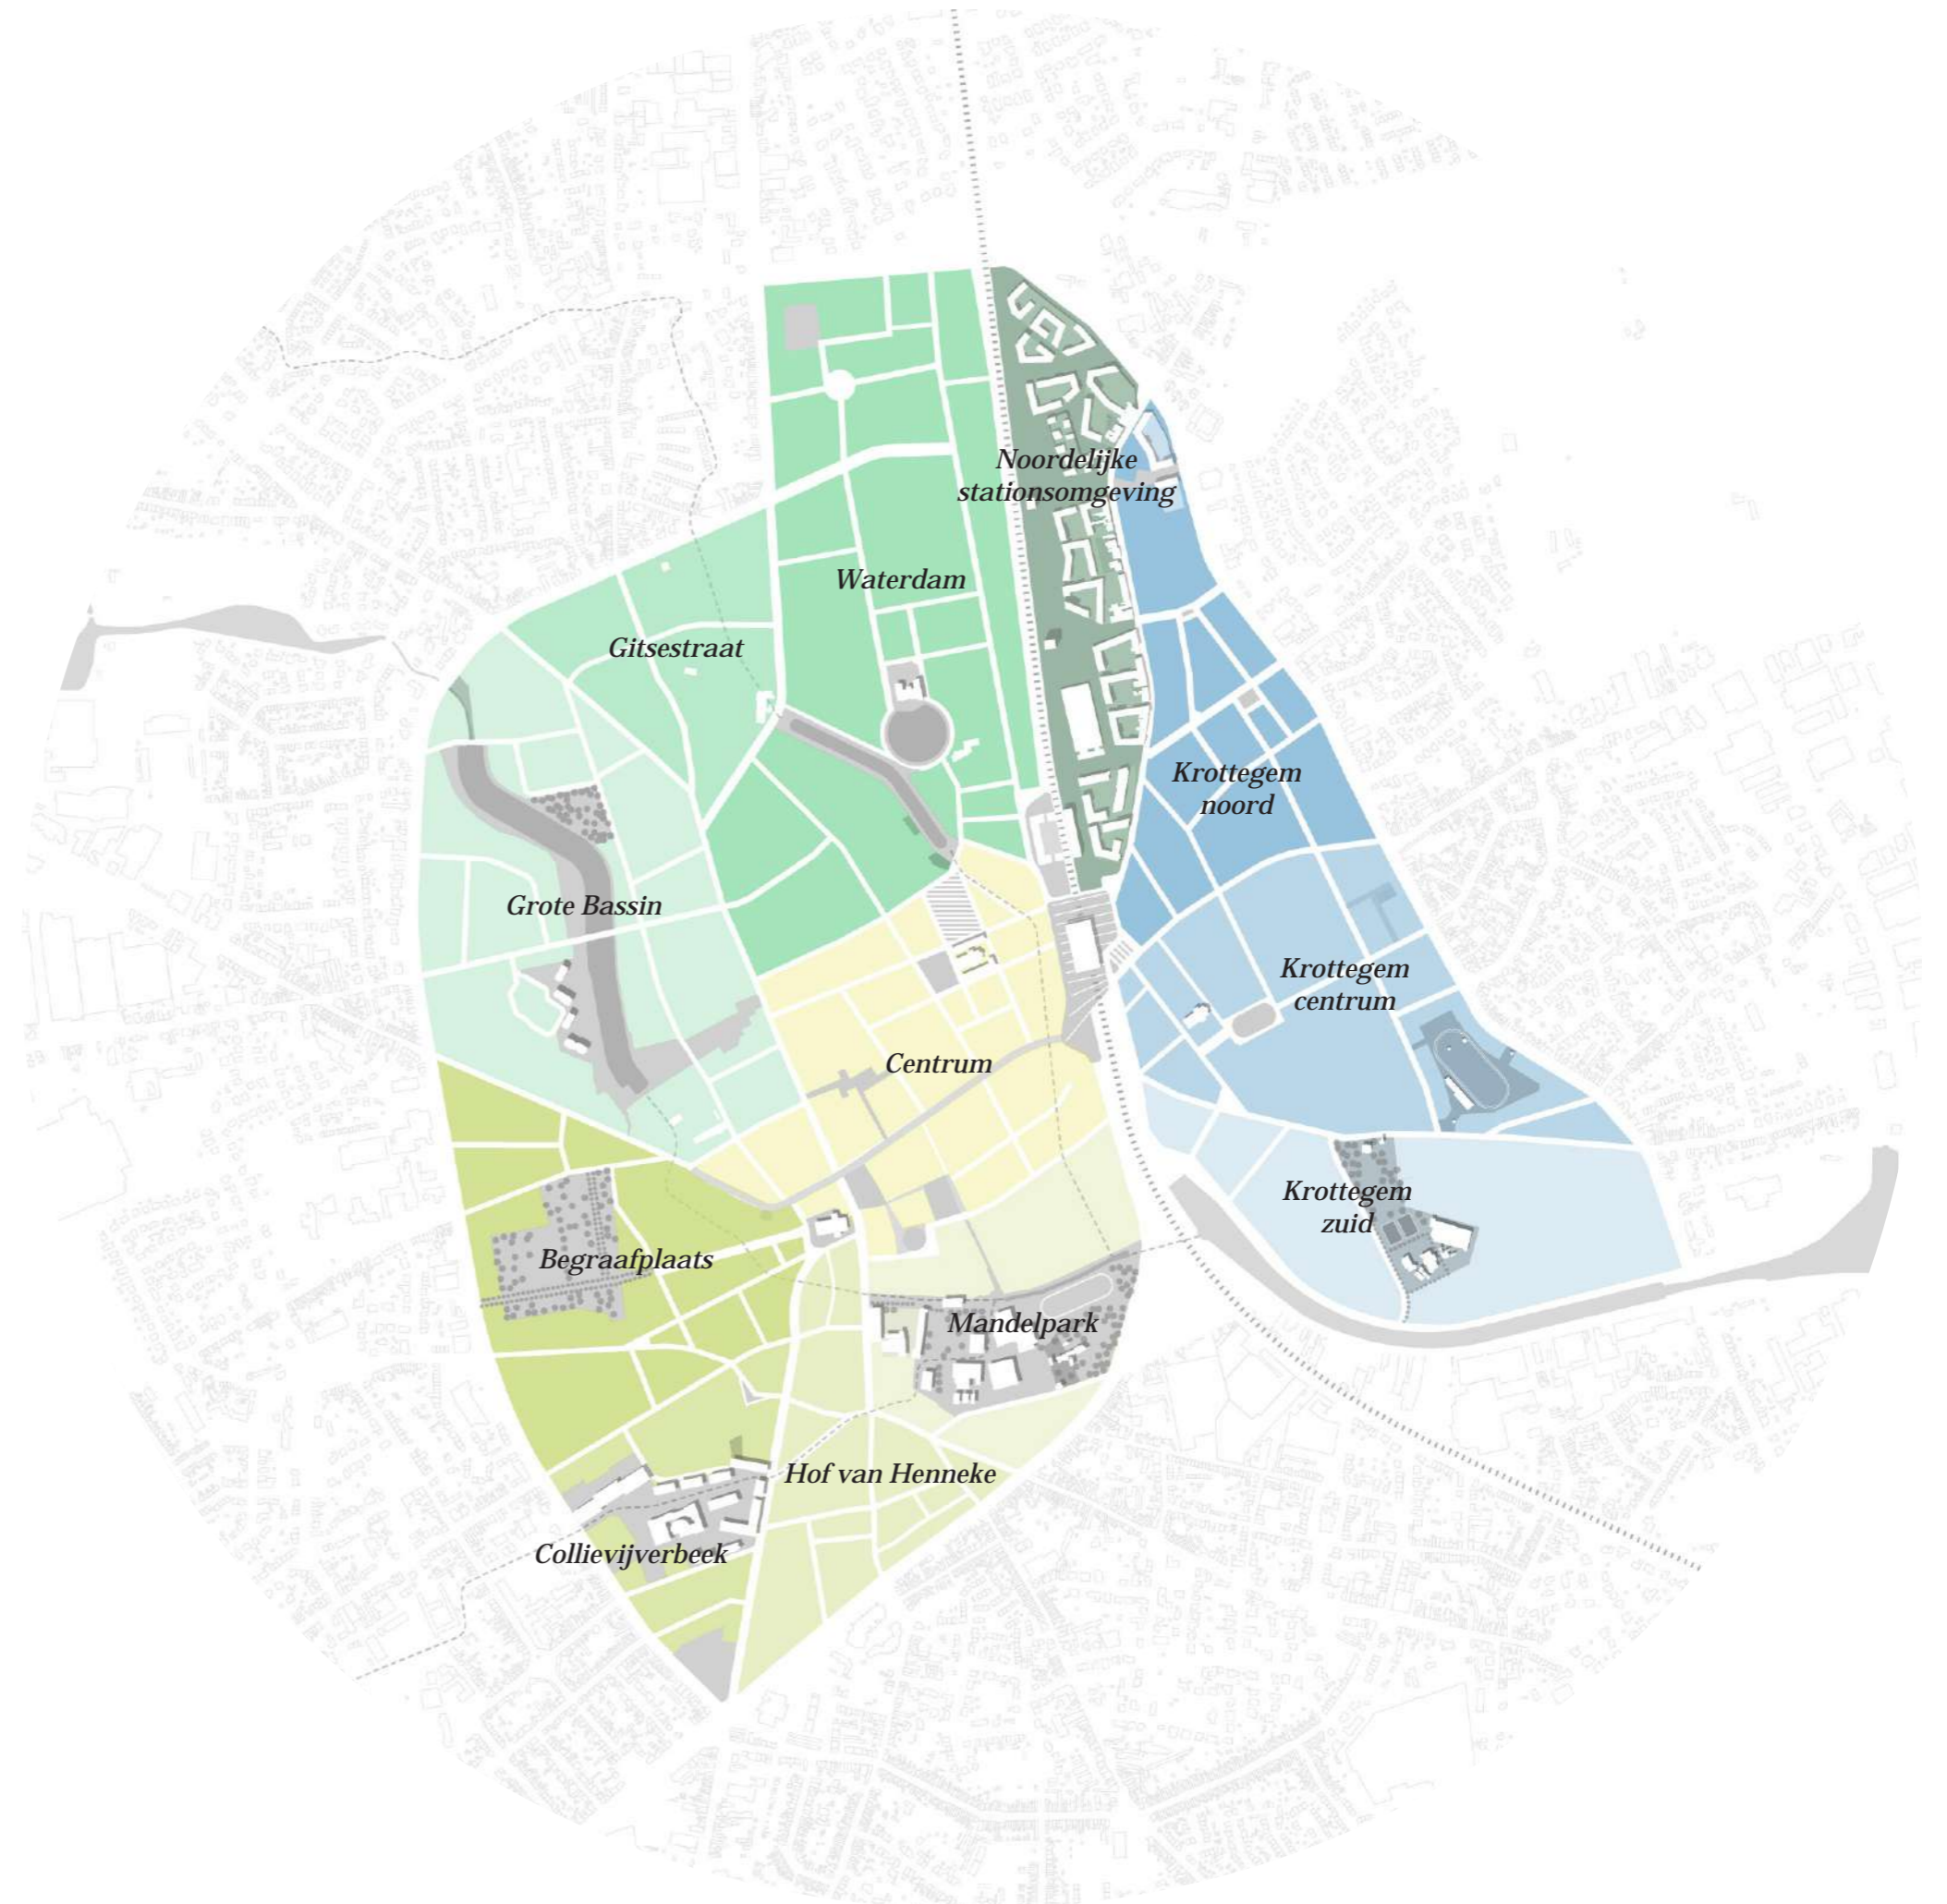 Noordelijke
stationsomgeving
Waterdam
Gitsestraat
Krottegem
noord
Grote Bassin
Krottegem
centrum
Centrum
Krottegem
zuid
Begraafplaats
Mandelpark
Hof van Henneke
Collievijverbeek